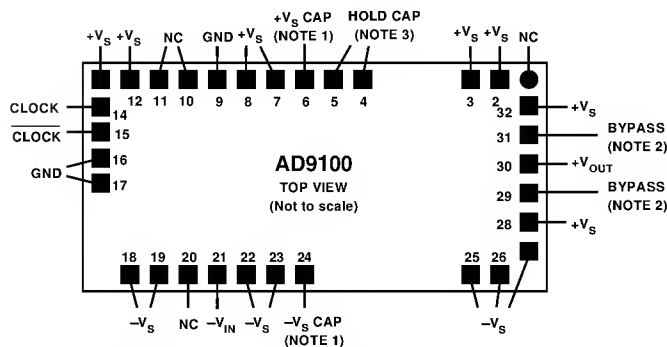 +VS CAP HOLD CAP
+VS +VS NC GND +VS (NOTE 1) (NOTE 3) +VS +VS NC
12 11 10 9 8 7 6 5 4 3 2
CLOCK 14 32 +VS
CLOCK 15 31 BYPASS
(NOTE 2)
16 AD9100 30 +VOUT
GND TOP VIEW
17 (Not to scale) 29 BYPASS
(NOTE 2)
28 +VS
18 19 20 21 22 23 24 25 26
–VS NC –VIN –VS –VS CAP –VS
(NOTE 1)